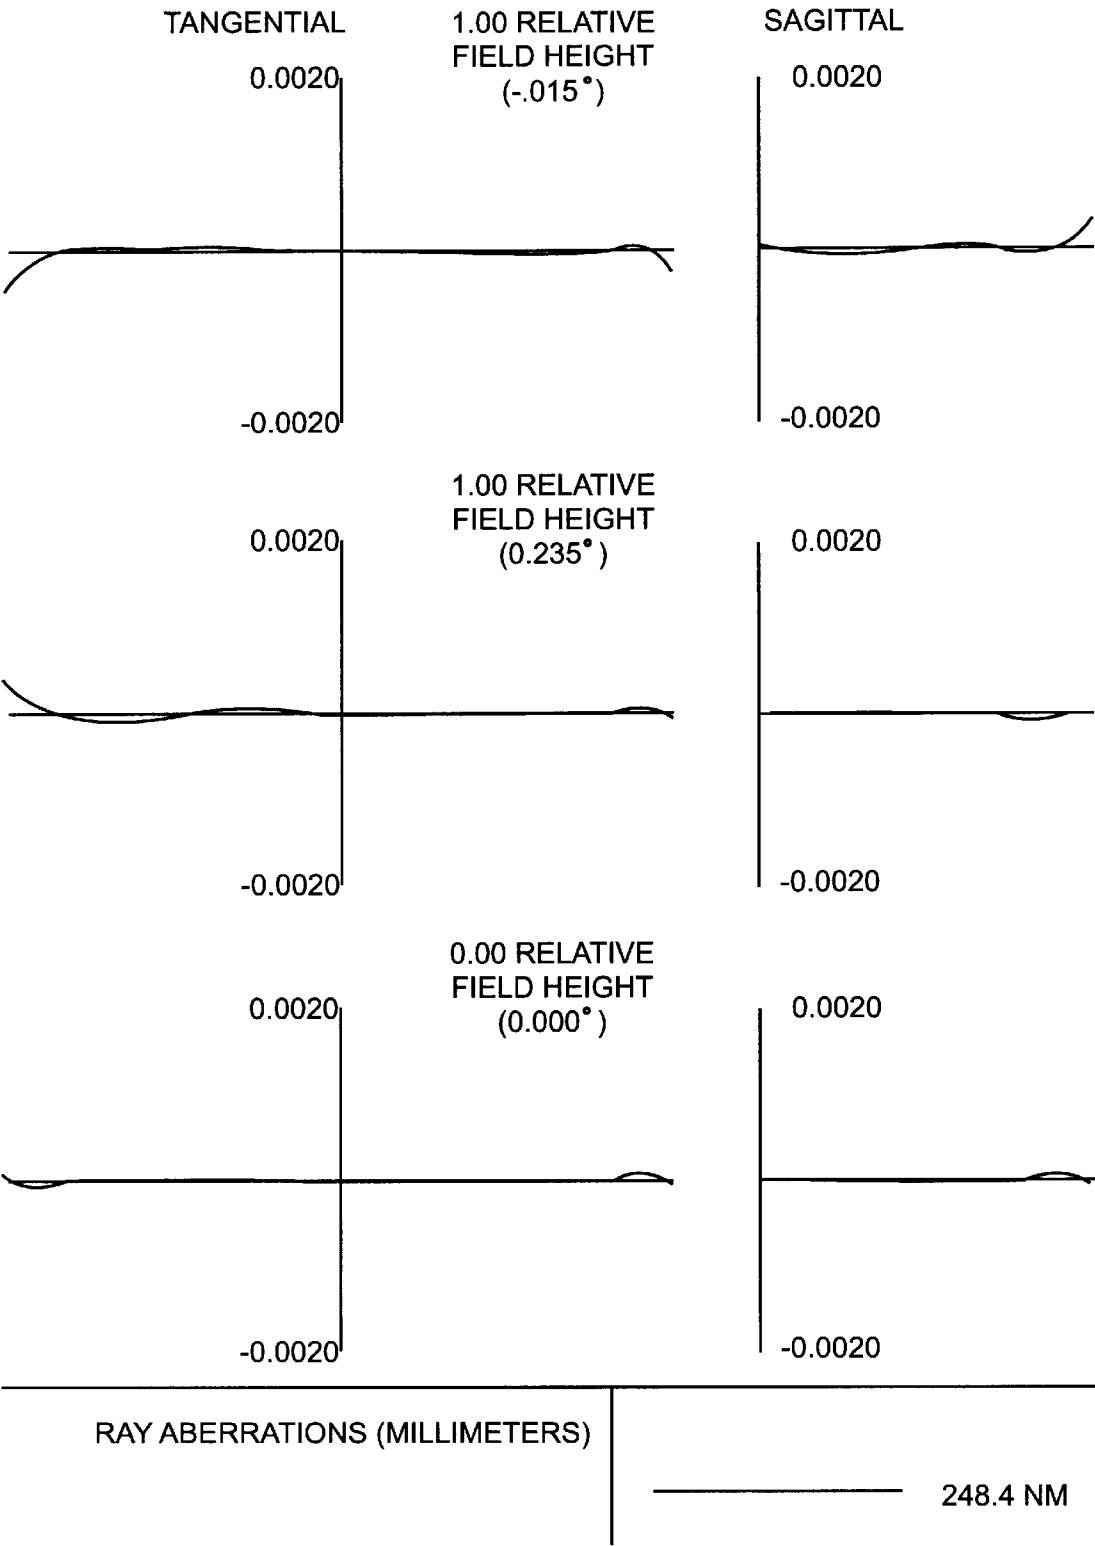 TANGENTIAL
1.00 RELATIVE
FIELD HEIGHT
(-.015°)
SAGITTAL
0.0020
0.0020
-0.0020
-0.0020
1.00 RELATIVE
FIELD HEIGHT
(0.235°)
0.0020
0.0020
-0.0020
-0.0020
0.00 RELATIVE
FIELD HEIGHT
(0.000°)
0.0020
0.0020
-0.0020
-0.0020
RAY ABERRATIONS (MILLIMETERS)
248.4 NM